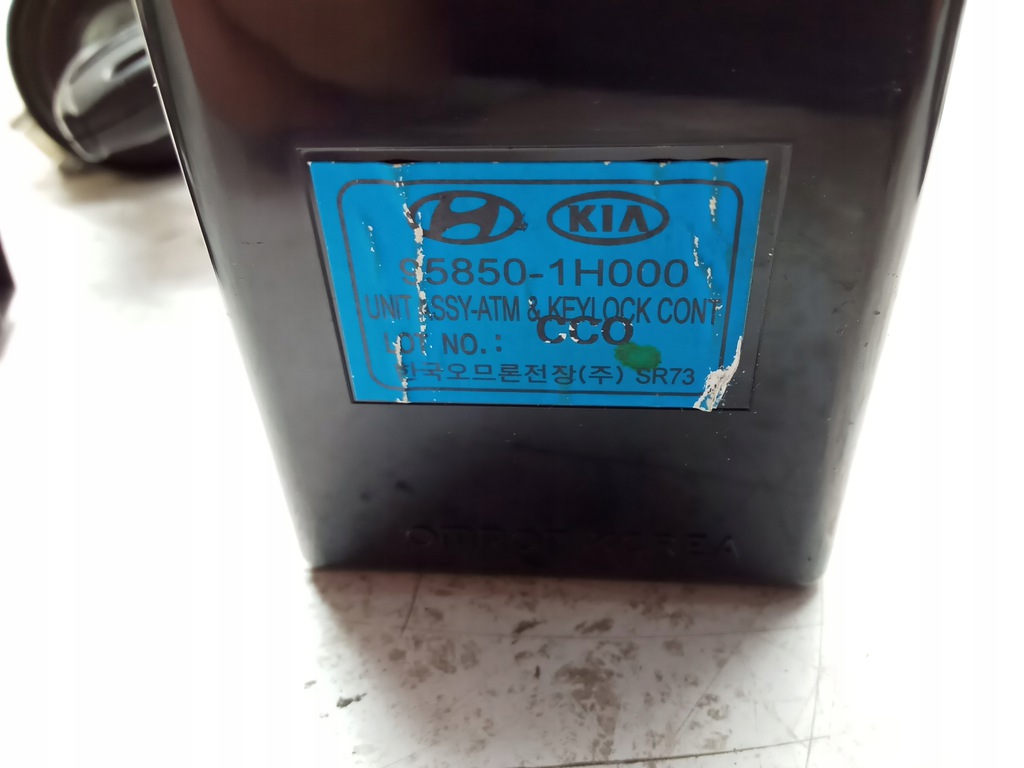 KIA
95850-1H000
UNIT ASSY-ATM & KEYLOCK CONT
LOT NO.: CCO
한국오므론전장(주) SR73
KOREA